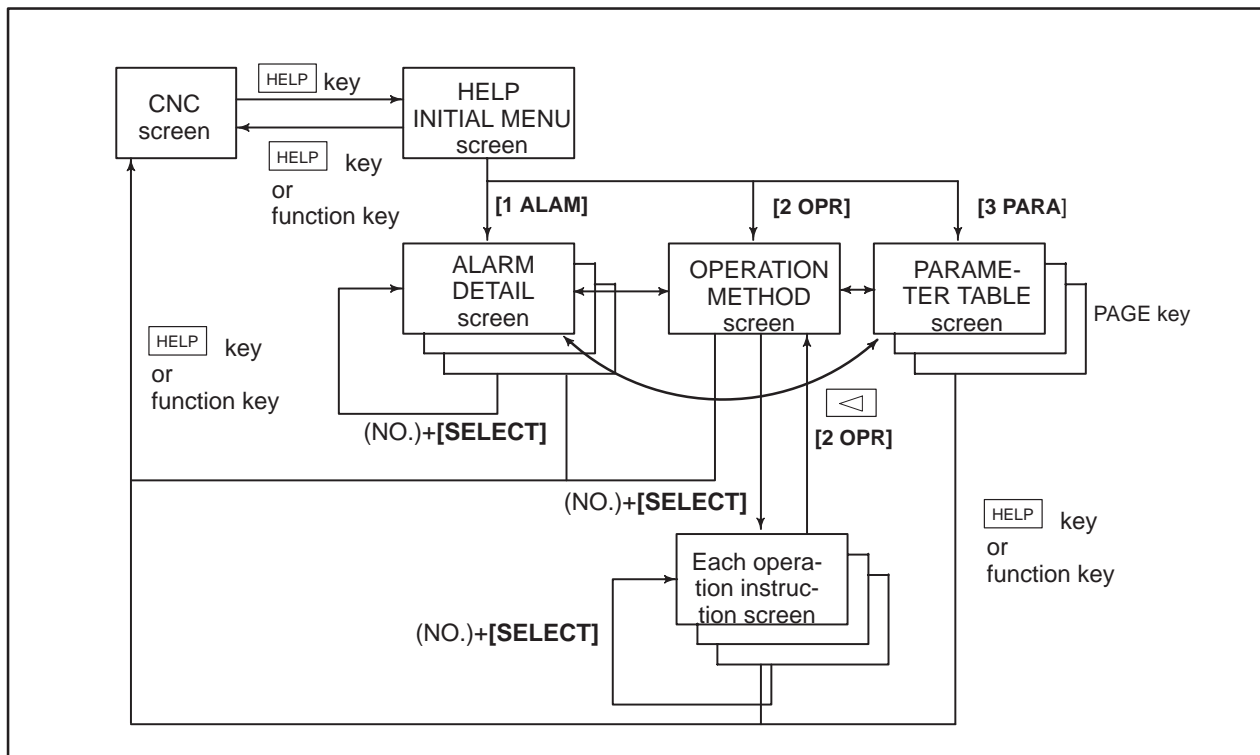 CNC
screen
HELP key
HELP
INITIAL MENU
screen
HELP key
or
function key
[1 ALAM]
[2 OPR]
[3 PARA]
ALARM
DETAIL
screen
OPERATION
METHOD
screen
PARAME-
TER TABLE
screen
PAGE key
HELP key
or
function key
(NO.)+[SELECT]
[2 OPR]
(NO.)+[SELECT]
HELP key
or
function key
Each opera-
tion instruc-
tion screen
(NO.)+[SELECT]